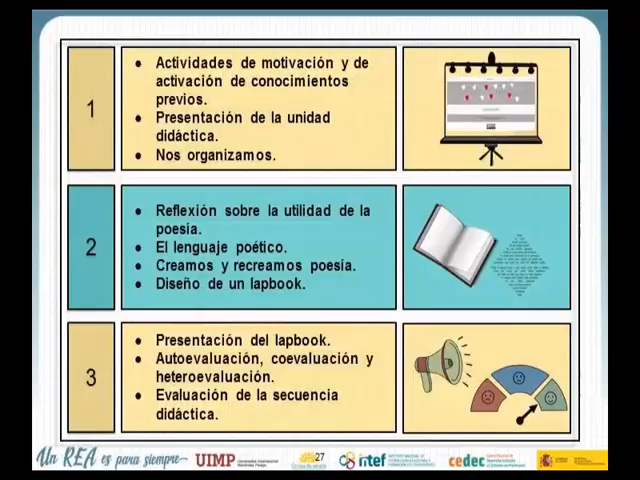 1
● Actividades de motivación y de
activación de conocimientos
previos.
● Presentación de la unidad
didáctica.
● Nos organizamos.
2
● Reflexión sobre la utilidad de la
poesía.
● El lenguaje poético.
● Creamos y recreamos poesía.
● Diseño de un lapbook.
3
● Presentación del lapbook.
● Autoevaluación, coevaluación y
heteroevaluación.
● Evaluación de la secuencia
didáctica.
Un REA es para siempre
UIMP
27
intef
cedec